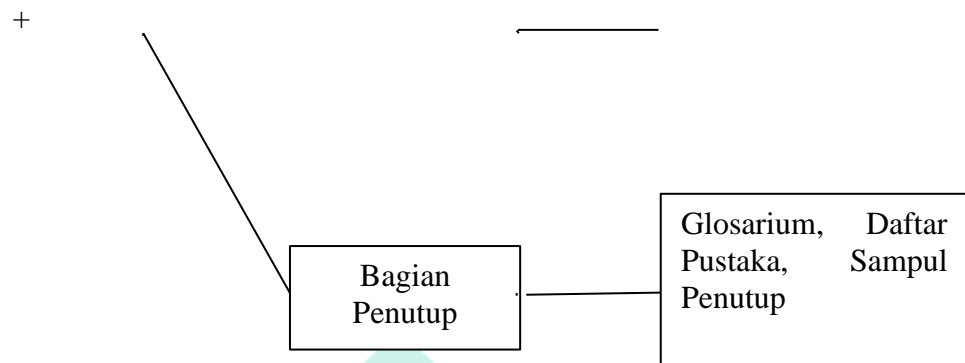 +
Bagian
Penutup
Glosarium, Daftar
Pustaka, Sampul
Penutup